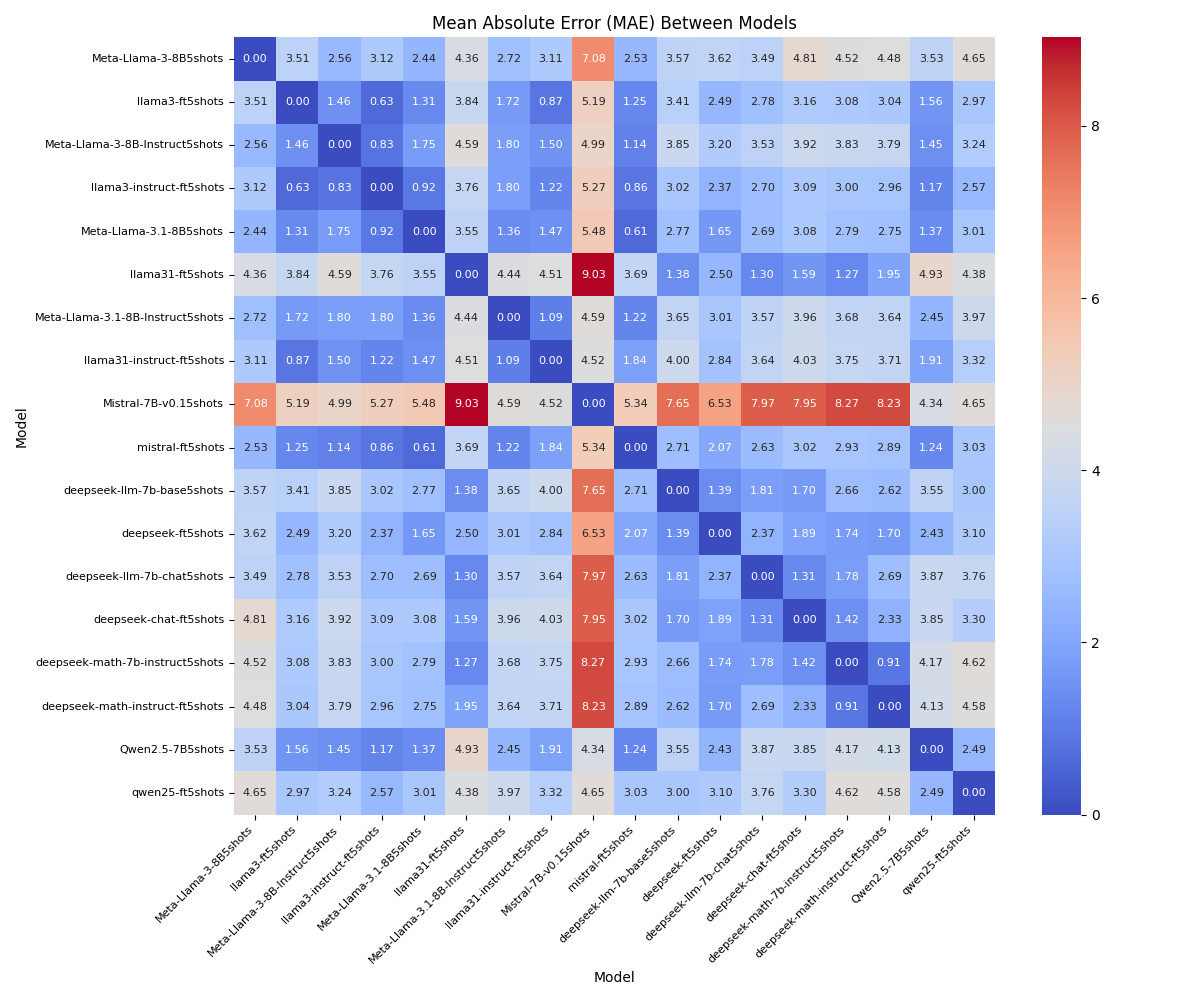 Mean Absolute Error (MAE) Between Models
Meta-Llama-3-8B5shots 0.00 3.51 2.56 3.12 2.44 4.36 2.72 3.11 7.08 2.53 3.57 3.62 3.49 4.81 4.52 4.48 3.53 4.65
llama3-ft5shots 3.51 0.00 1.46 0.63 1.31 3.84 1.72 0.87 5.19 1.25 3.41 2.49 2.78 3.16 3.08 3.04 1.56 2.97
Meta-Llama-3-8B-Instruct5shots 2.56 1.46 0.00 0.83 1.75 4.59 1.80 1.50 4.99 1.14 3.85 3.20 3.53 3.92 3.83 3.79 1.45 3.24
llama3-instruct-ft5shots 3.12 0.63 0.83 0.00 0.92 3.76 1.80 1.22 5.27 0.86 3.02 2.37 2.70 3.09 3.00 2.96 1.17 2.57
Meta-Llama-3.1-8B5shots 2.44 1.31 1.75 0.92 0.00 3.55 1.36 1.47 5.48 0.61 2.77 1.65 2.69 3.08 2.79 2.75 1.37 3.01
llama31-ft5shots 4.36 3.84 4.59 3.76 3.55 0.00 4.44 4.51 9.03 3.69 1.38 2.50 1.30 1.59 1.27 1.95 4.93 4.38
Meta-Llama-3.1-8B-Instruct5shots 2.72 1.72 1.80 1.80 1.36 4.44 0.00 1.09 4.59 1.22 3.65 3.01 3.57 3.96 3.68 3.64 2.45 3.97
llama31-instruct-ft5shots 3.11 0.87 1.50 1.22 1.47 4.51 1.09 0.00 4.52 1.84 4.00 2.84 3.64 4.03 3.75 3.71 1.91 3.32
Mistral-7B-v0.15shots 7.08 5.19 4.99 5.27 5.48 9.03 4.59 4.52 0.00 5.34 7.65 6.53 7.97 7.95 8.27 8.23 4.34 4.65
mistral-ft5shots 2.53 1.25 1.14 0.86 0.61 3.69 1.22 1.84 5.34 0.00 2.71 2.07 2.63 3.02 2.93 2.89 1.24 3.03
deepseek-llm-7b-base5shots 3.57 3.41 3.85 3.02 2.77 1.38 3.65 4.00 7.65 2.71 0.00 1.39 1.81 1.70 2.66 2.62 3.55 3.00
deepseek-ft5shots 3.62 2.49 3.20 2.37 1.65 2.50 3.01 2.84 6.53 2.07 1.39 0.00 2.37 1.89 1.74 1.70 2.43 3.10
deepseek-llm-7b-chat5shots 3.49 2.78 3.53 2.70 2.69 1.30 3.57 3.64 7.97 2.63 1.81 2.37 0.00 1.31 1.78 2.69 3.87 3.76
deepseek-chat-ft5shots 4.81 3.16 3.92 3.09 3.08 1.59 3.96 4.03 7.95 3.02 1.70 1.89 1.31 0.00 1.42 2.33 3.85 3.30
deepseek-math-7b-instruct5shots 4.52 3.08 3.83 3.00 2.79 1.27 3.68 3.75 8.27 2.93 2.66 1.74 1.78 1.42 0.00 0.91 4.17 4.62
deepseek-math-instruct-ft5shots 4.48 3.04 3.79 2.96 2.75 1.95 3.64 3.71 8.23 2.89 2.62 1.70 2.69 2.33 0.91 0.00 4.13 4.58
Qwen2.5-7B5shots 3.53 1.56 1.45 1.17 1.37 4.93 2.45 1.91 4.34 1.24 3.55 2.43 3.87 3.85 4.17 4.13 0.00 2.49
qwen25-ft5shots 4.65 2.97 3.24 2.57 3.01 4.38 3.97 3.32 4.65 3.03 3.00 3.10 3.76 3.30 4.62 4.58 2.49 0.00
Model
Meta-Llama-3-8B5shots
llama3-ft5shots
Meta-Llama-3-8B-Instruct5shots
llama3-instruct-ft5shots
Meta-Llama-3.1-8B5shots
llama31-ft5shots
Meta-Llama-3.1-8B-Instruct5shots
llama31-instruct-ft5shots
Mistral-7B-v0.15shots
mistral-ft5shots
deepseek-llm-7b-base5shots
deepseek-ft5shots
deepseek-llm-7b-chat5shots
deepseek-chat-ft5shots
deepseek-math-7b-instruct5shots
deepseek-math-instruct-ft5shots
Qwen2.5-7B5shots
qwen25-ft5shots
Model
8
6
4
2
0